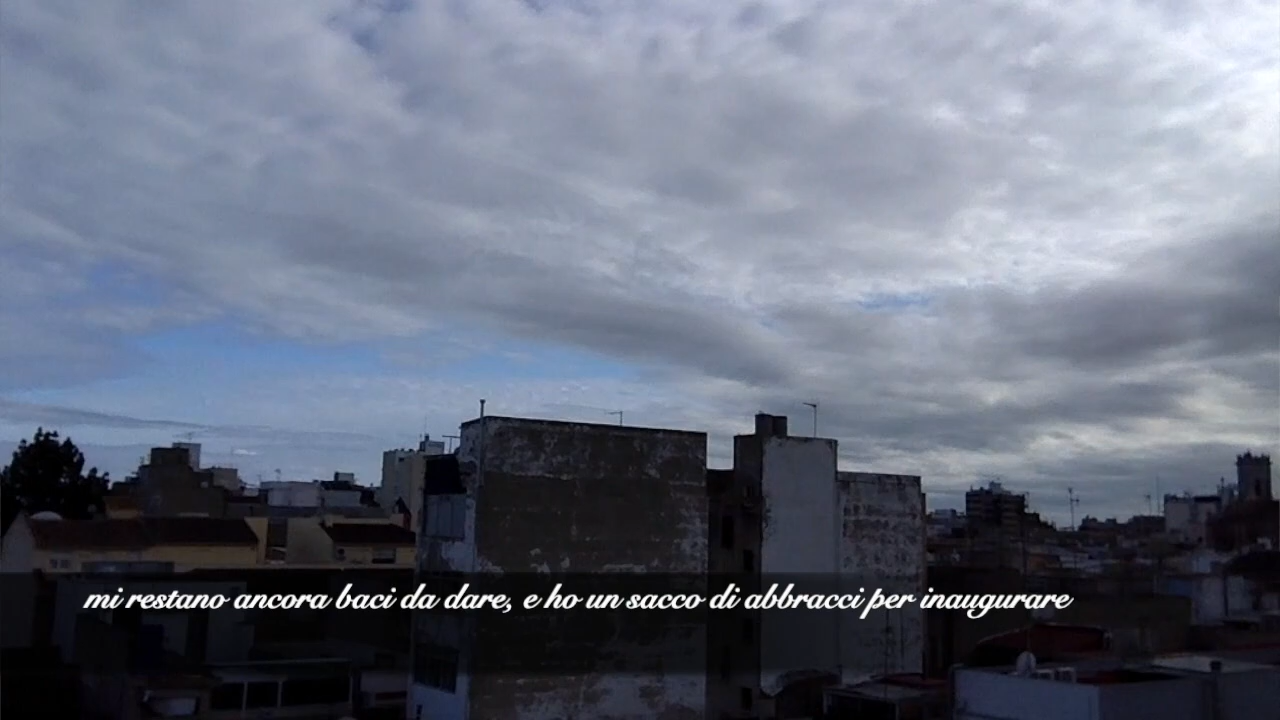 mi restano ancora baci da dare, e ho un sacco di abbracci per inaugurare